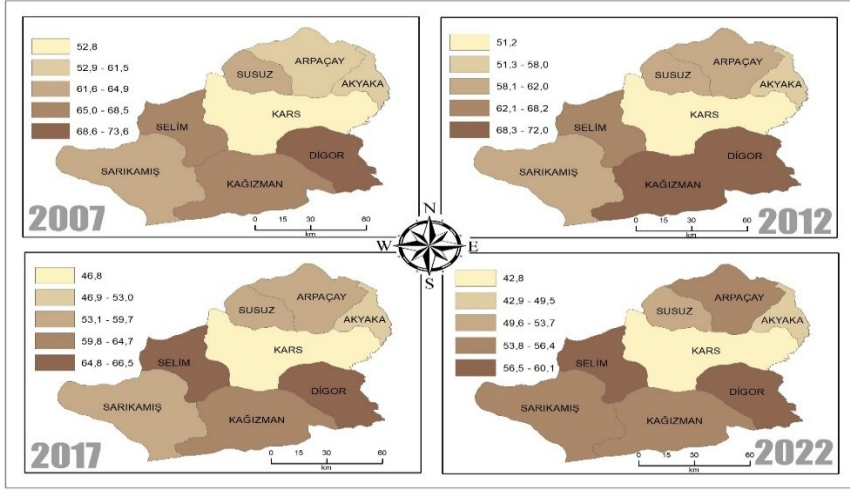 52,8
52,9 - 61,5
61,6 - 64,9
65,0 - 68,5
68,6 - 73,6
ARPAÇAY
SUSUZ
AKYAKA
KARS
SELİM
DİGOR
SARIKAMIŞ
KAĞIZMAN
0 15 30 60
km
2007
51,2
51,3 - 58,0
58,1 - 62,0
62,1 - 68,2
68,3 - 72,0
ARPAÇAY
SUSUZ
AKYAKA
KARS
SELİM
DİGOR
SARIKAMIŞ
KAĞIZMAN
0 15 30 60
km
2012
N
W E
S
46,8
46,9 - 53,0
53,1 - 59,7
59,8 - 64,7
64,8 - 66,5
ARPAÇAY
SUSUZ
AKYAKA
KARS
SELİM
DİGOR
SARIKAMIŞ
KAĞIZMAN
0 15 30 60
km
2017
42,8
42,9 - 49,5
49,6 - 53,7
53,8 - 56,4
56,5 - 60,1
ARPAÇAY
SUSUZ
AKYAKA
KARS
SELİM
DİGOR
SARIKAMIŞ
KAĞIZMAN
0 15 30 60
km
2022